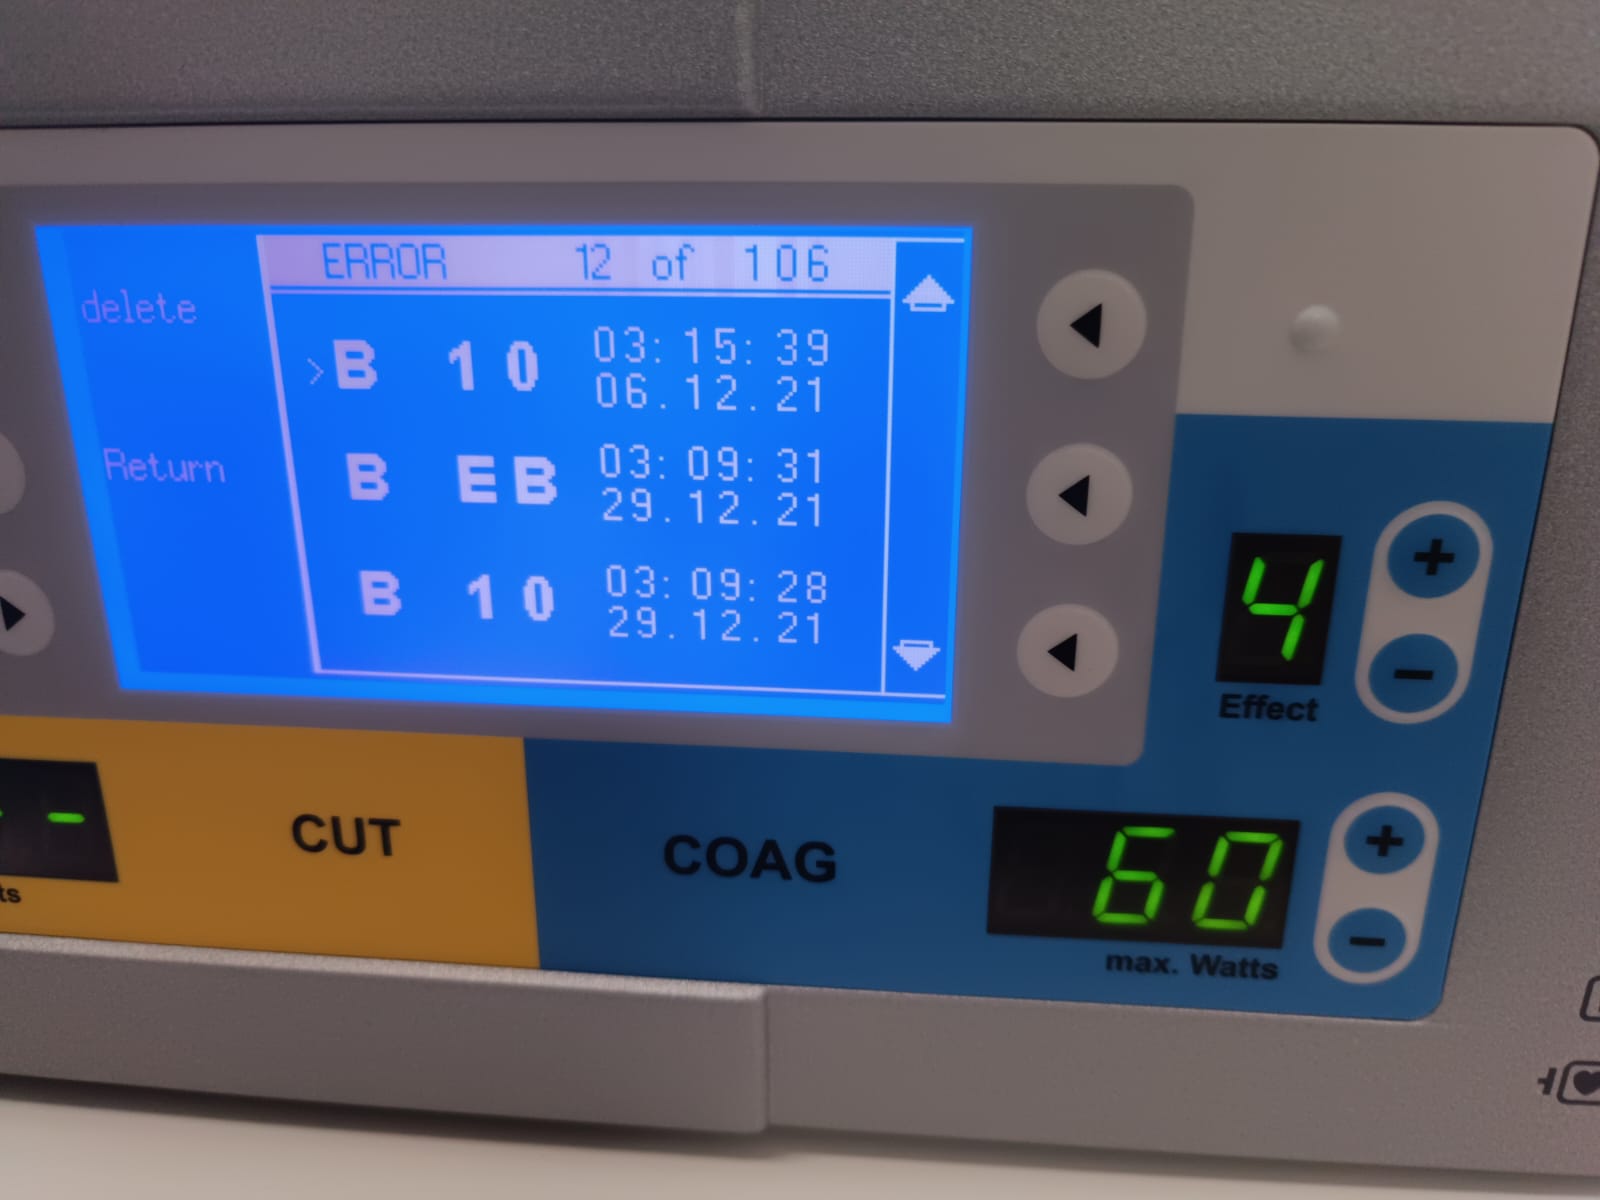 ERROR 12 of 106
delete
>B 10 03:15:39
06.12.21
Return
B EB 03:09:31
29.12.21
B 10 03:09:28
29.12.21
4
Effect
-
ts
CUT
COAG
60
max. Watts